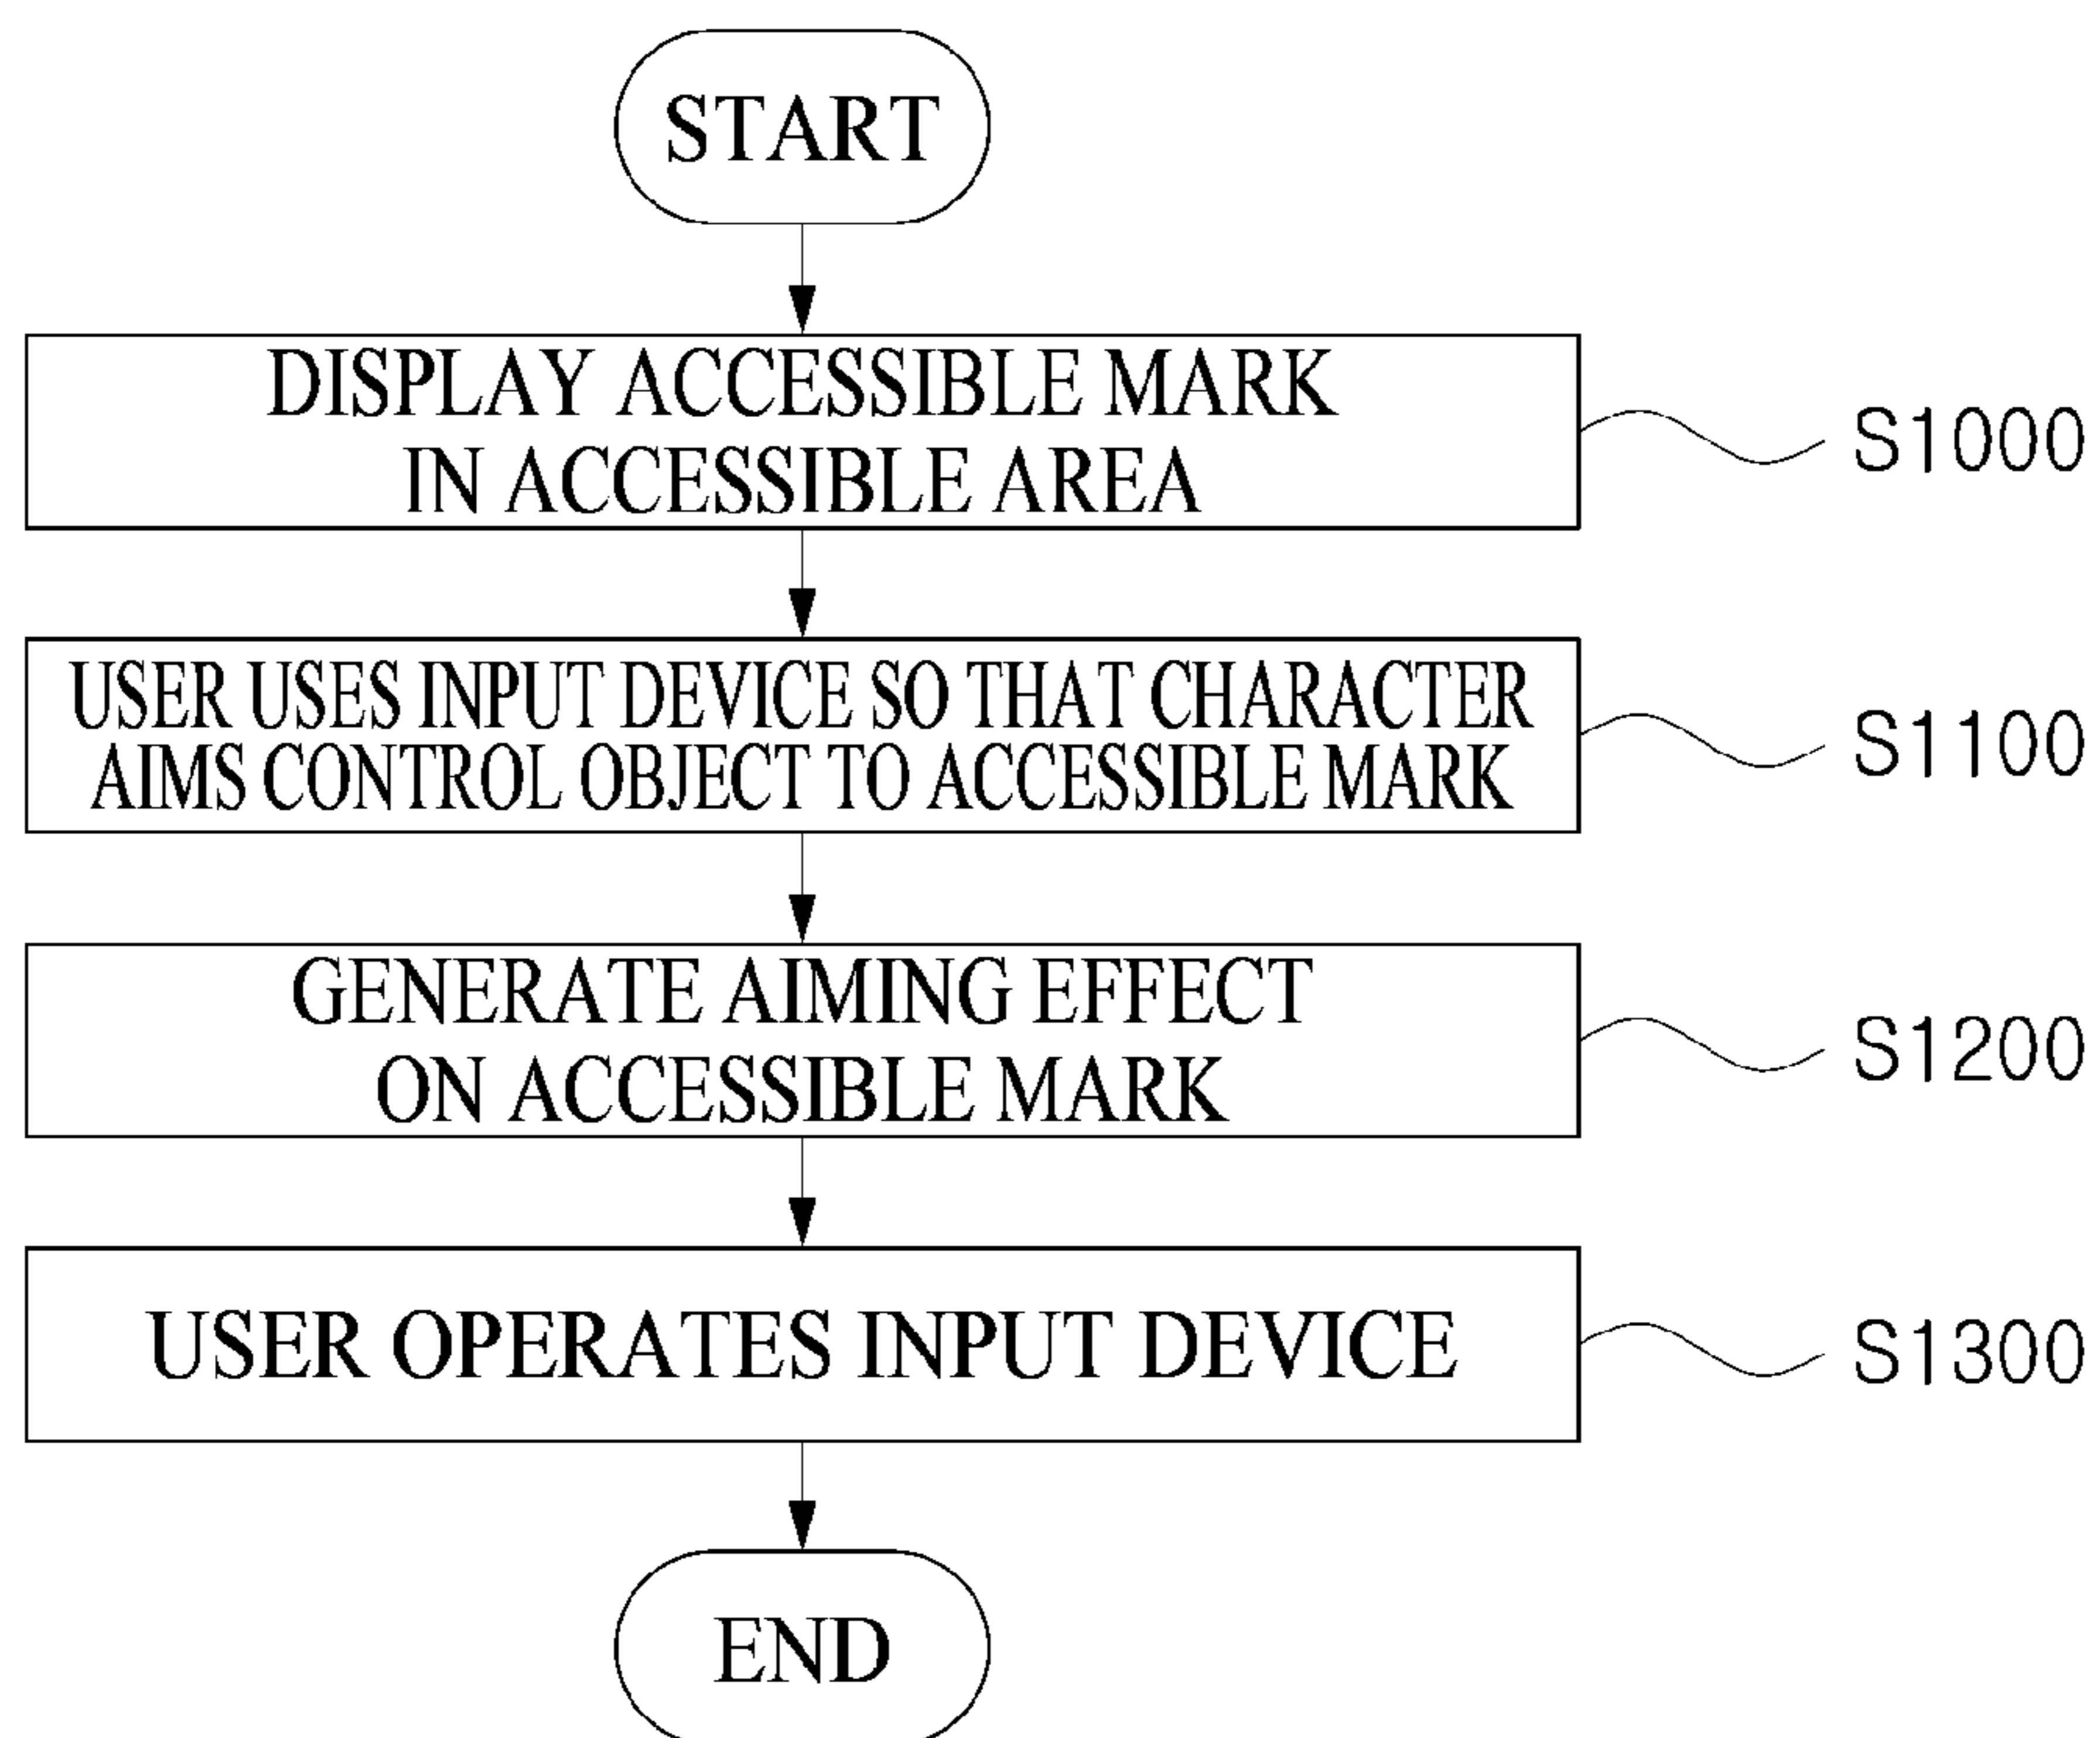 START
DISPLAY ACCESSIBLE MARK
IN ACCESSIBLE AREA
S1000
USER USES INPUT DEVICE SO THAT CHARACTER
AIMS CONTROL OBJECT TO ACCESSIBLE MARK
S1100
GENERATE AIMING EFFECT
ON ACCESSIBLE MARK
S1200
USER OPERATES INPUT DEVICE
S1300
END